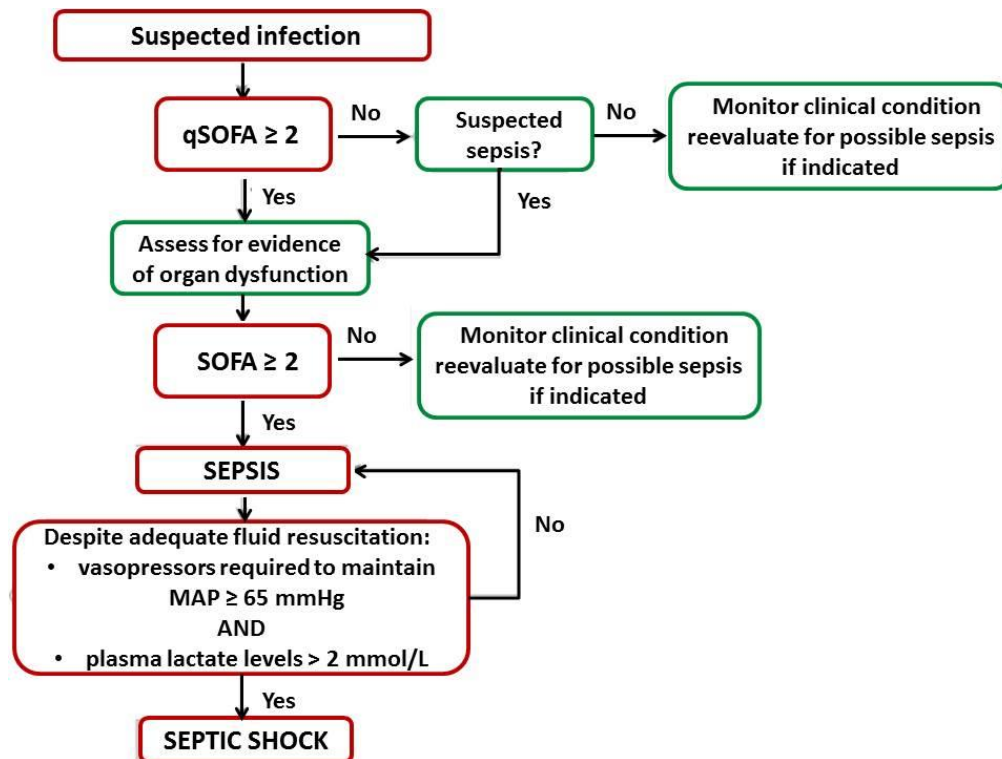 Suspected infection
qSOFA ≥ 2
No
Suspected
sepsis?
No
Monitor clinical condition
reevaluate for possible sepsis
if indicated
Yes
Yes
Assess for evidence
of organ dysfunction
SOFA ≥ 2
No
Monitor clinical condition
reevaluate for possible sepsis
if indicated
Yes
SEPSIS
No
Despite adequate fluid resuscitation:
• vasopressors required to maintain
MAP ≥ 65 mmHg
AND
• plasma lactate levels > 2 mmol/L
Yes
SEPTIC SHOCK